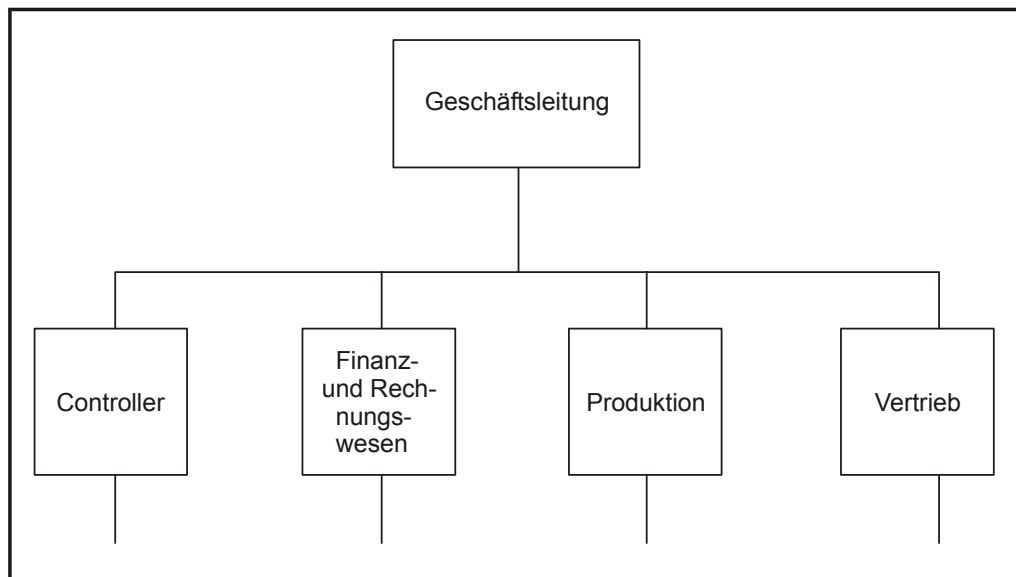 Geschäftsleitung
Controller
Finanz-
und Rech-
nungs-
wesen
Produktion
Vertrieb